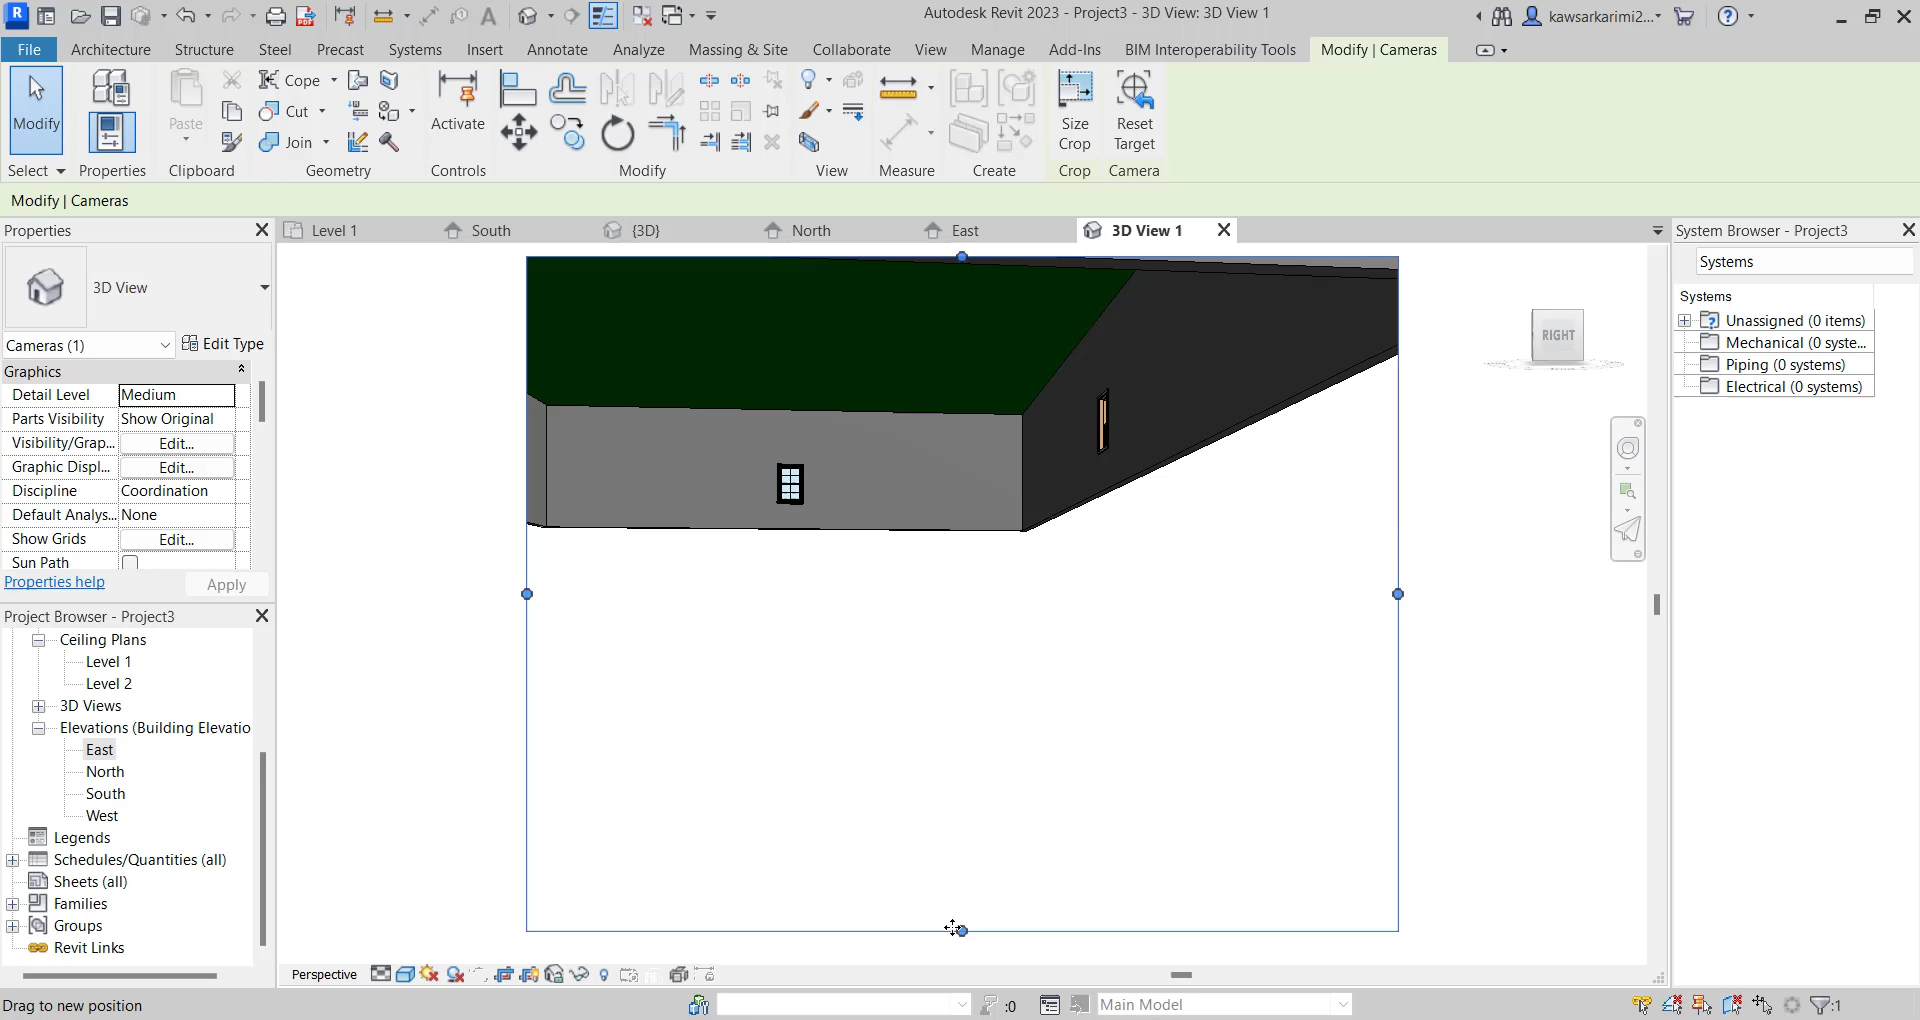 Autodesk Revit 2023 - Project3 - 3D View: 3D View 1
kawsarkarimi2...
File Architecture Structure Steel Precast Systems Insert Annotate Analyze Massing & Site Collaborate View Manage Add-Ins BIM Interoperability Tools Modify | Cameras
Modify
Paste
Cope
Cut
Join
Activate
Size Crop
Reset Target
Select Properties Clipboard Geometry Controls Modify View Measure Create Crop Camera
Modify | Cameras
Properties
3D View
Cameras (1) Edit Type
Graphics
Detail Level Medium
Parts Visibility Show Original
Visibility/Grap... Edit...
Graphic Displ... Edit...
Discipline Coordination
Default Analys... None
Show Grids Edit...
Sun Path
Properties help Apply
Project Browser - Project3
Ceiling Plans
Level 1
Level 2
3D Views
Elevations (Building Elevatio
East
North
South
West
Legends
Schedules/Quantities (all)
Sheets (all)
Families
Groups
Revit Links
Level 1 South {3D} North East 3D View 1
RIGHT
Perspective
System Browser - Project3
Systems
Systems
Unassigned (0 items)
Mechanical (0 syste...
Piping (0 systems)
Electrical (0 systems)
Drag to new position
:0
Main Model
:1